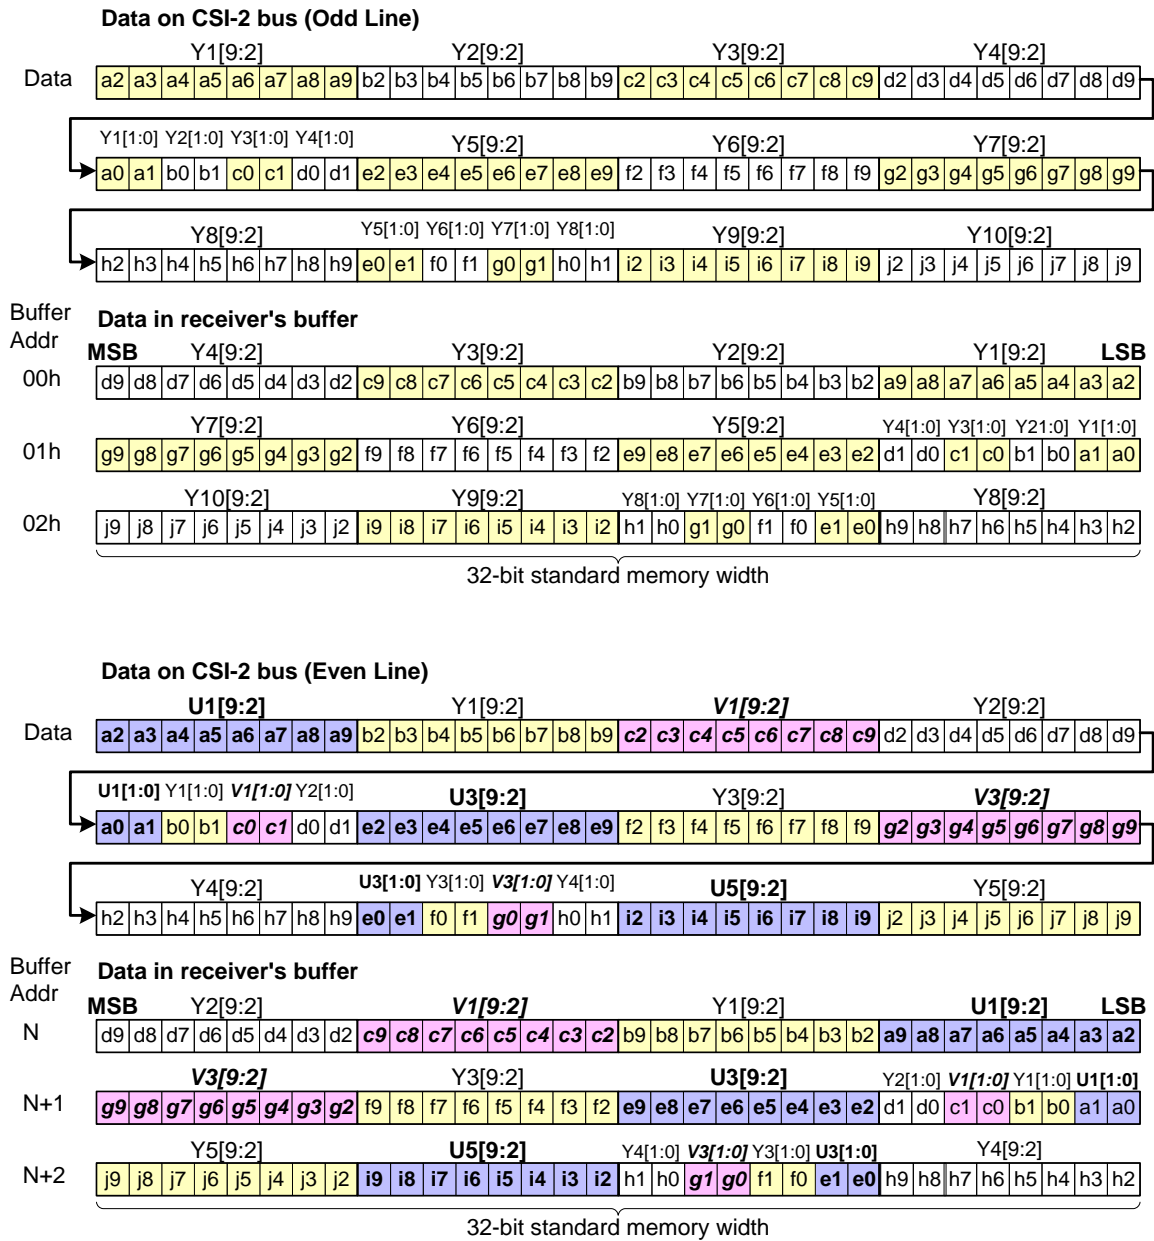 Data on CSI-2 bus (Odd Line)
Y1[9:2] Y2[9:2] Y3[9:2] Y4[9:2]
Data a2 a3 a4 a5 a6 a7 a8 a9 b2 b3 b4 b5 b6 b7 b8 b9 c2 c3 c4 c5 c6 c7 c8 c9 d2 d3 d4 d5 d6 d7 d8 d9
Y1[1:0] Y2[1:0] Y3[1:0] Y4[1:0] Y5[9:2] Y6[9:2] Y7[9:2]
a0 a1 b0 b1 c0 c1 d0 d1 e2 e3 e4 e5 e6 e7 e8 e9 f2 f3 f4 f5 f6 f7 f8 f9 g2 g3 g4 g5 g6 g7 g8 g9
Y8[9:2] Y5[1:0] Y6[1:0] Y7[1:0] Y8[1:0] Y9[9:2] Y10[9:2]
h2 h3 h4 h5 h6 h7 h8 h9 e0 e1 f0 f1 g0 g1 h0 h1 i2 i3 i4 i5 i6 i7 i8 i9 j2 j3 j4 j5 j6 j7 j8 j9
Buffer Addr Data in receiver's buffer
MSB Y4[9:2] Y3[9:2] Y2[9:2] Y1[9:2] LSB
00h d9 d8 d7 d6 d5 d4 d3 d2 c9 c8 c7 c6 c5 c4 c3 c2 b9 b8 b7 b6 b5 b4 b3 b2 a9 a8 a7 a6 a5 a4 a3 a2
Y7[9:2] Y6[9:2] Y5[9:2] Y4[1:0] Y3[1:0] Y21:0] Y1[1:0]
01h g9 g8 g7 g6 g5 g4 g3 g2 f9 f8 f7 f6 f5 f4 f3 f2 e9 e8 e7 e6 e5 e4 e3 e2 d1 d0 c1 c0 b1 b0 a1 a0
Y10[9:2] Y9[9:2] Y8[1:0] Y7[1:0] Y6[1:0] Y5[1:0] Y8[9:2]
02h j9 j8 j7 j6 j5 j4 j3 j2 i9 i8 i7 i6 i5 i4 i3 i2 h1 h0 g1 g0 f1 f0 e1 e0 h9 h8 h7 h6 h5 h4 h3 h2
32-bit standard memory width
Data on CSI-2 bus (Even Line)
U1[9:2] Y1[9:2] V1[9:2] Y2[9:2]
Data a2 a3 a4 a5 a6 a7 a8 a9 b2 b3 b4 b5 b6 b7 b8 b9 c2 c3 c4 c5 c6 c7 c8 c9 d2 d3 d4 d5 d6 d7 d8 d9
U1[1:0] Y1[1:0] V1[1:0] Y2[1:0] U3[9:2] Y3[9:2] V3[9:2]
a0 a1 b0 b1 c0 c1 d0 d1 e2 e3 e4 e5 e6 e7 e8 e9 f2 f3 f4 f5 f6 f7 f8 f9 g2 g3 g4 g5 g6 g7 g8 g9
Y4[9:2] U3[1:0] Y3[1:0] V3[1:0] Y4[1:0] U5[9:2] Y5[9:2]
h2 h3 h4 h5 h6 h7 h8 h9 e0 e1 f0 f1 g0 g1 h0 h1 i2 i3 i4 i5 i6 i7 i8 i9 j2 j3 j4 j5 j6 j7 j8 j9
Buffer Addr Data in receiver's buffer
MSB Y2[9:2] V1[9:2] Y1[9:2] U1[9:2] LSB
N d9 d8 d7 d6 d5 d4 d3 d2 c9 c8 c7 c6 c5 c4 c3 c2 b9 b8 b7 b6 b5 b4 b3 b2 a9 a8 a7 a6 a5 a4 a3 a2
V3[9:2] Y3[9:2] U3[9:2] Y2[1:0] V1[1:0] Y1[1:0] U1[1:0]
N+1 g9 g8 g7 g6 g5 g4 g3 g2 f9 f8 f7 f6 f5 f4 f3 f2 e9 e8 e7 e6 e5 e4 e3 e2 d1 d0 c1 c0 b1 b0 a1 a0
Y5[9:2] U5[9:2] Y4[1:0] V3[1:0] Y3[1:0] U3[1:0] Y4[9:2]
N+2 j9 j8 j7 j6 j5 j4 j3 j2 i9 i8 i7 i6 i5 i4 i3 i2 h1 h0 g1 g0 f1 f0 e1 e0 h9 h8 h7 h6 h5 h4 h3 h2
32-bit standard memory width